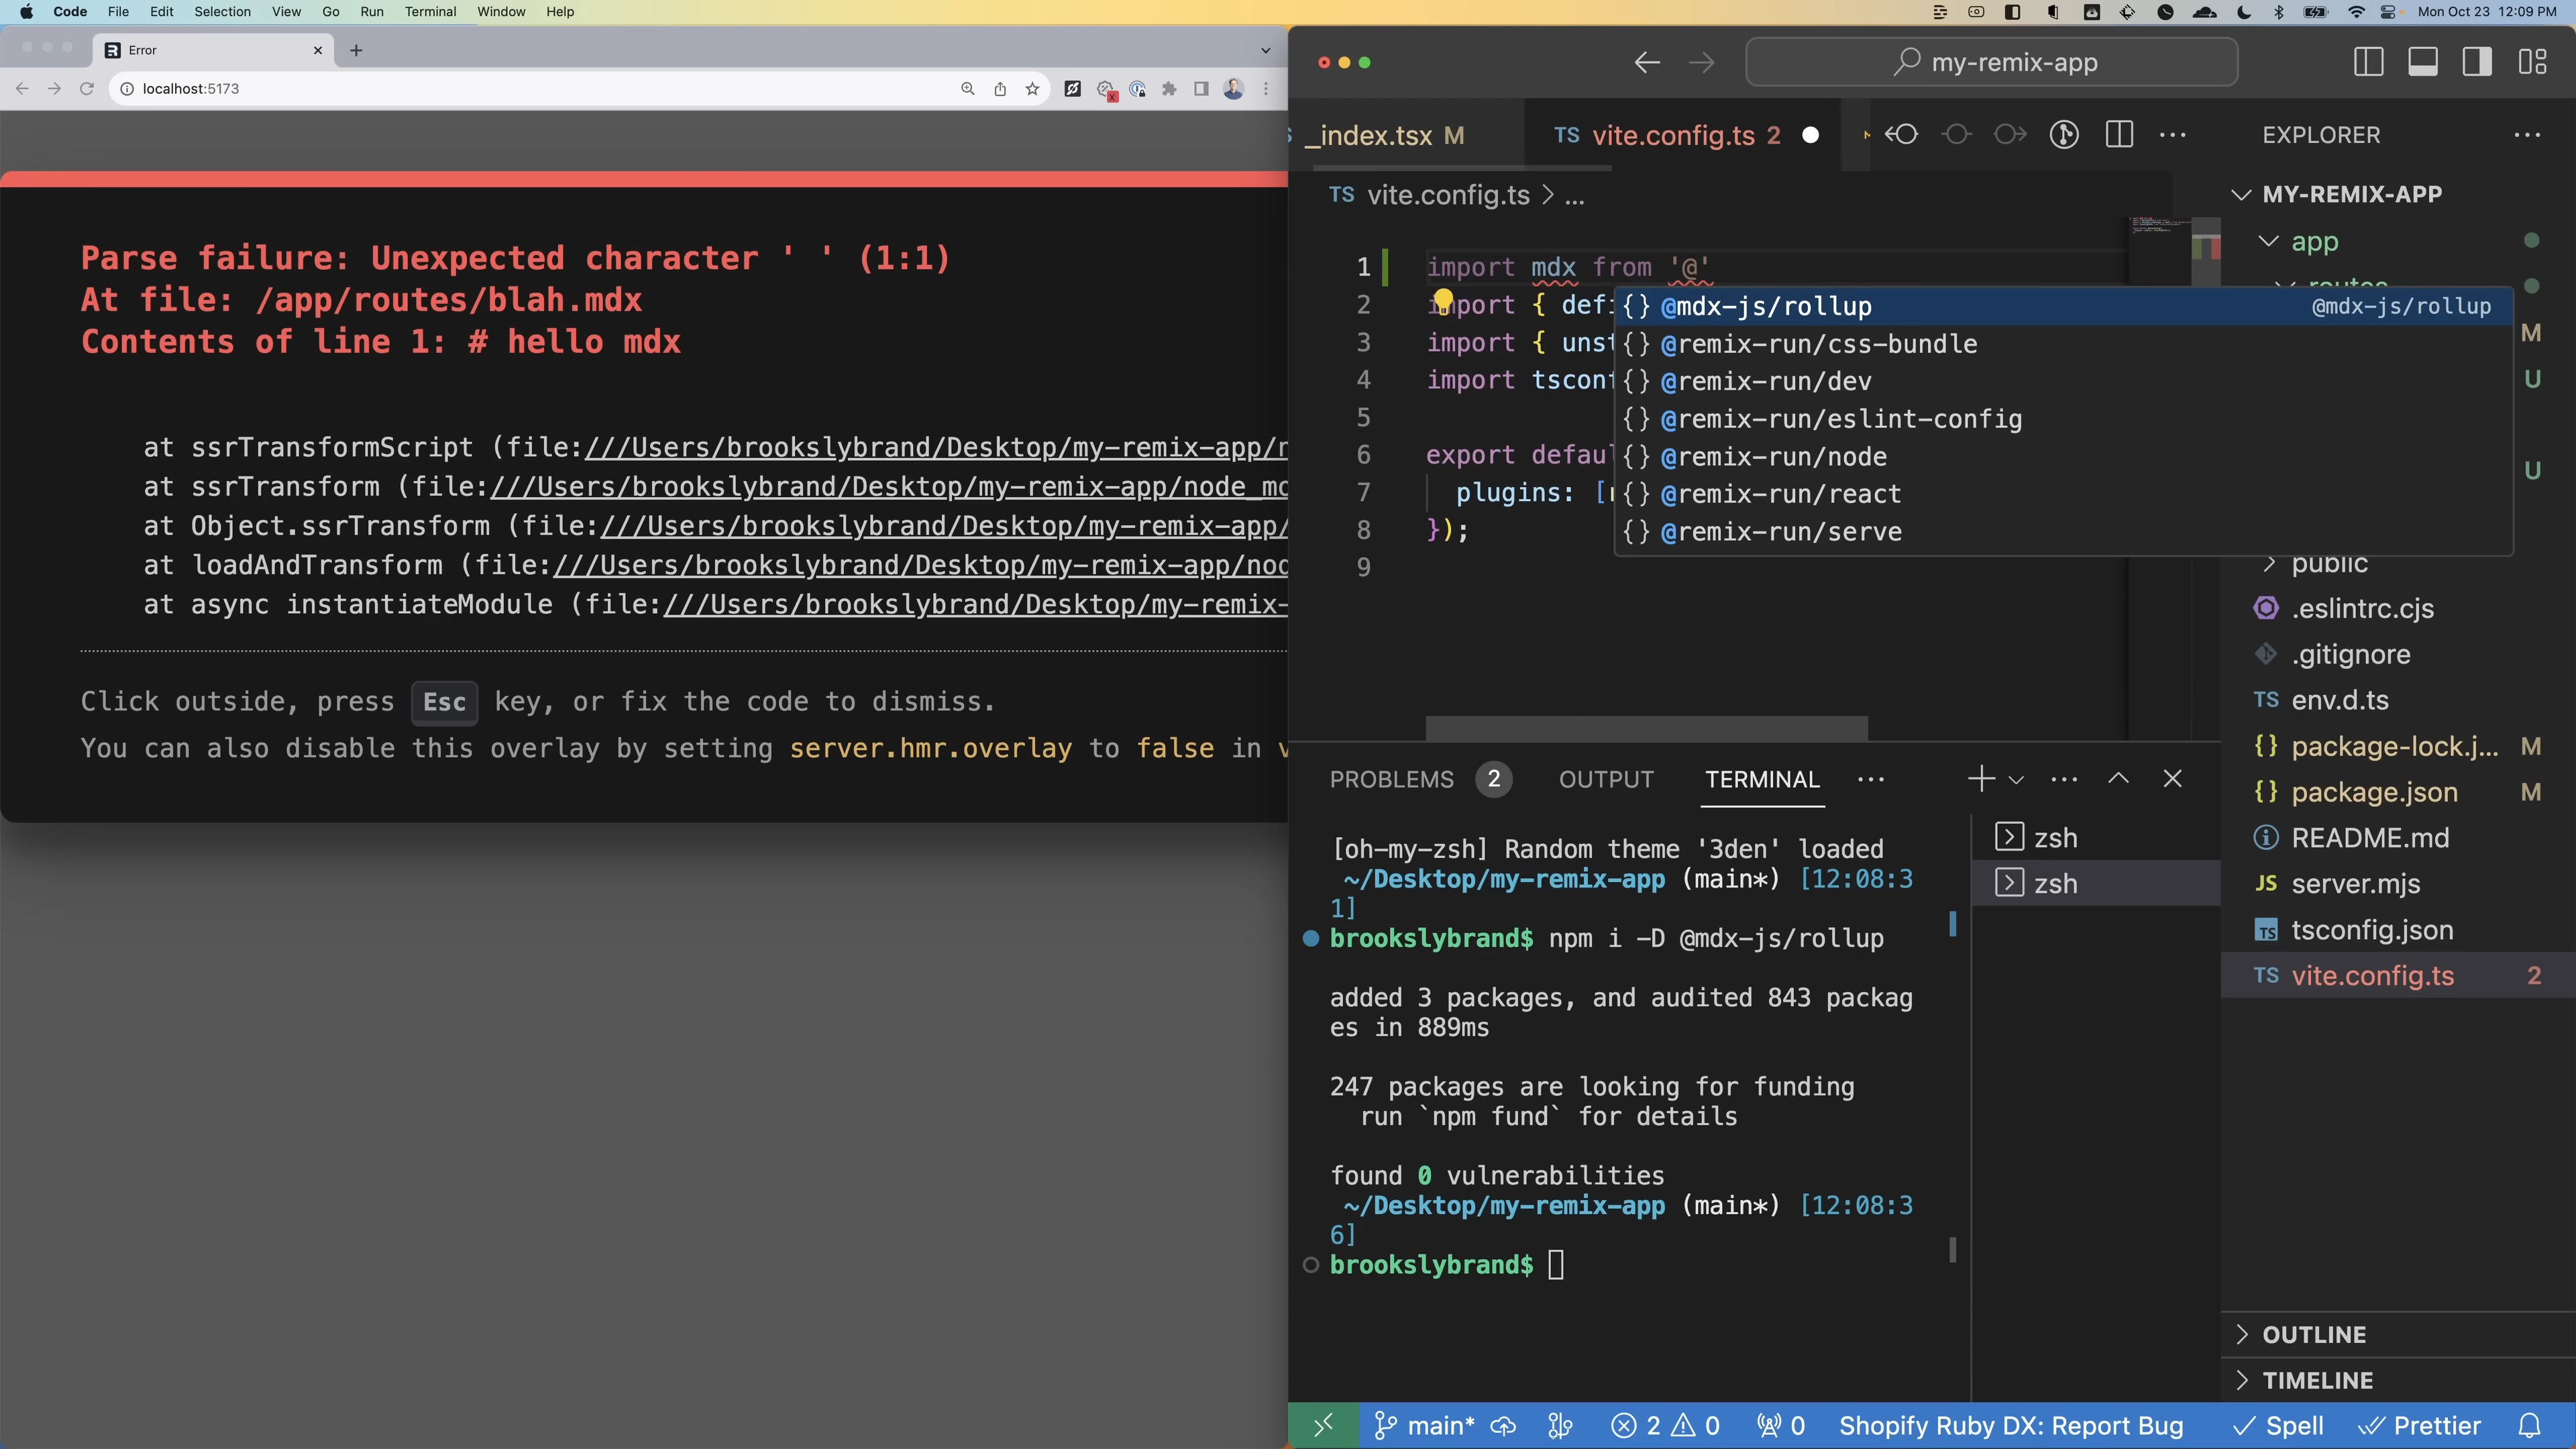 Code File Edit Selection View Go Run Terminal Window Help
Mon Oct 23 12:09 PM
Error
localhost:5173
Parse failure: Unexpected character ' ' (1:1)
At file: /app/routes/blah.mdx
Contents of line 1: # hello mdx
at ssrTransformScript (file:///Users/brookslybrand/Desktop/my-remix-app/
at ssrTransform (file:///Users/brookslybrand/Desktop/my-remix-app/node_mo
at Object.ssrTransform (file:///Users/brookslybrand/Desktop/my-remix-app/
at loadAndTransform (file:///Users/brookslybrand/Desktop/my-remix-app/nod
at async instantiateModule (file:///Users/brookslybrand/Desktop/my-remix-
Click outside, press Esc key, or fix the code to dismiss.
You can also disable this overlay by setting server.hmr.overlay to false in
my-remix-app
_index.tsx M
TS vite.config.ts 2
TS vite.config.ts > ...
1 import mdx from '@'
2 import { defi
3 import { unst
4 import tscon
5
6 export defau
7 plugins: [
8 });
9
{} @mdx-js/rollup @mdx-js/rollup
{} @remix-run/css-bundle
{} @remix-run/dev
{} @remix-run/eslint-config
{} @remix-run/node
{} @remix-run/react
{} @remix-run/serve
PROBLEMS 2 OUTPUT TERMINAL ...
[oh-my-zsh] Random theme '3den' loaded
~/Desktop/my-remix-app (main*) [12:08:3
1]
brookslybrand$ npm i -D @mdx-js/rollup
added 3 packages, and audited 843 packag
es in 889ms
247 packages are looking for funding
run `npm fund` for details
found 0 vulnerabilities
~/Desktop/my-remix-app (main*) [12:08:3
6]
brookslybrand$
zsh
zsh
EXPLORER
MY-REMIX-APP
app
routes
M
U
U
public
.eslintrc.cjs
.gitignore
TS env.d.ts
{} package-lock.j... M
{} package.json M
README.md
JS server.mjs
TS tsconfig.json
TS vite.config.ts 2
OUTLINE
TIMELINE
main* 2 0 0 Shopify Ruby DX: Report Bug Spell Prettier